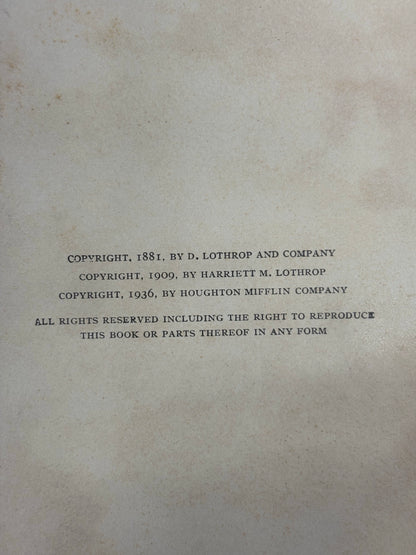 COPYRIGHT, 1881, BY D. LOTHROP AND COMPANY
COPYRIGHT, 1909, BY HARRIETT M. LOTHROP
COPYRIGHT, 1936, BY HOUGHTON MIFFLIN COMPANY
ALL RIGHTS RESERVED INCLUDING THE RIGHT TO REPRODUCE
THIS BOOK OR PARTS THEREOF IN ANY FORM